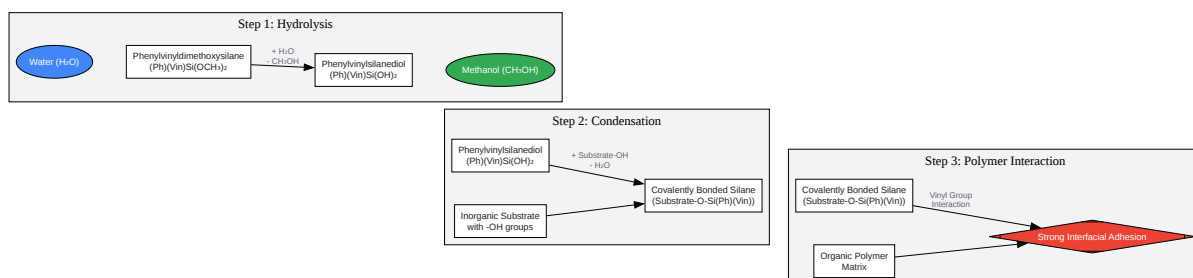 Step 1: Hydrolysis
Water (H₂O)
Phenylvinyldimethoxysilane
(Ph)(Vin)Si(OCH₃)₂
+ H₂O
- CH₃OH
Phenylvinylsilanediol
(Ph)(Vin)Si(OH)₂
Methanol (CH₃OH)
Step 2: Condensation
Phenylvinylsilanediol
(Ph)(Vin)Si(OH)₂
+ Substrate-OH
- H₂O
Inorganic Substrate
with -OH groups
Covalently Bonded Silane
(Substrate-O-Si(Ph)(Vin))
Step 3: Polymer Interaction
Covalently Bonded Silane
(Substrate-O-Si(Ph)(Vin))
Vinyl Group
Interaction
Organic Polymer
Matrix
Strong Interfacial Adhesion